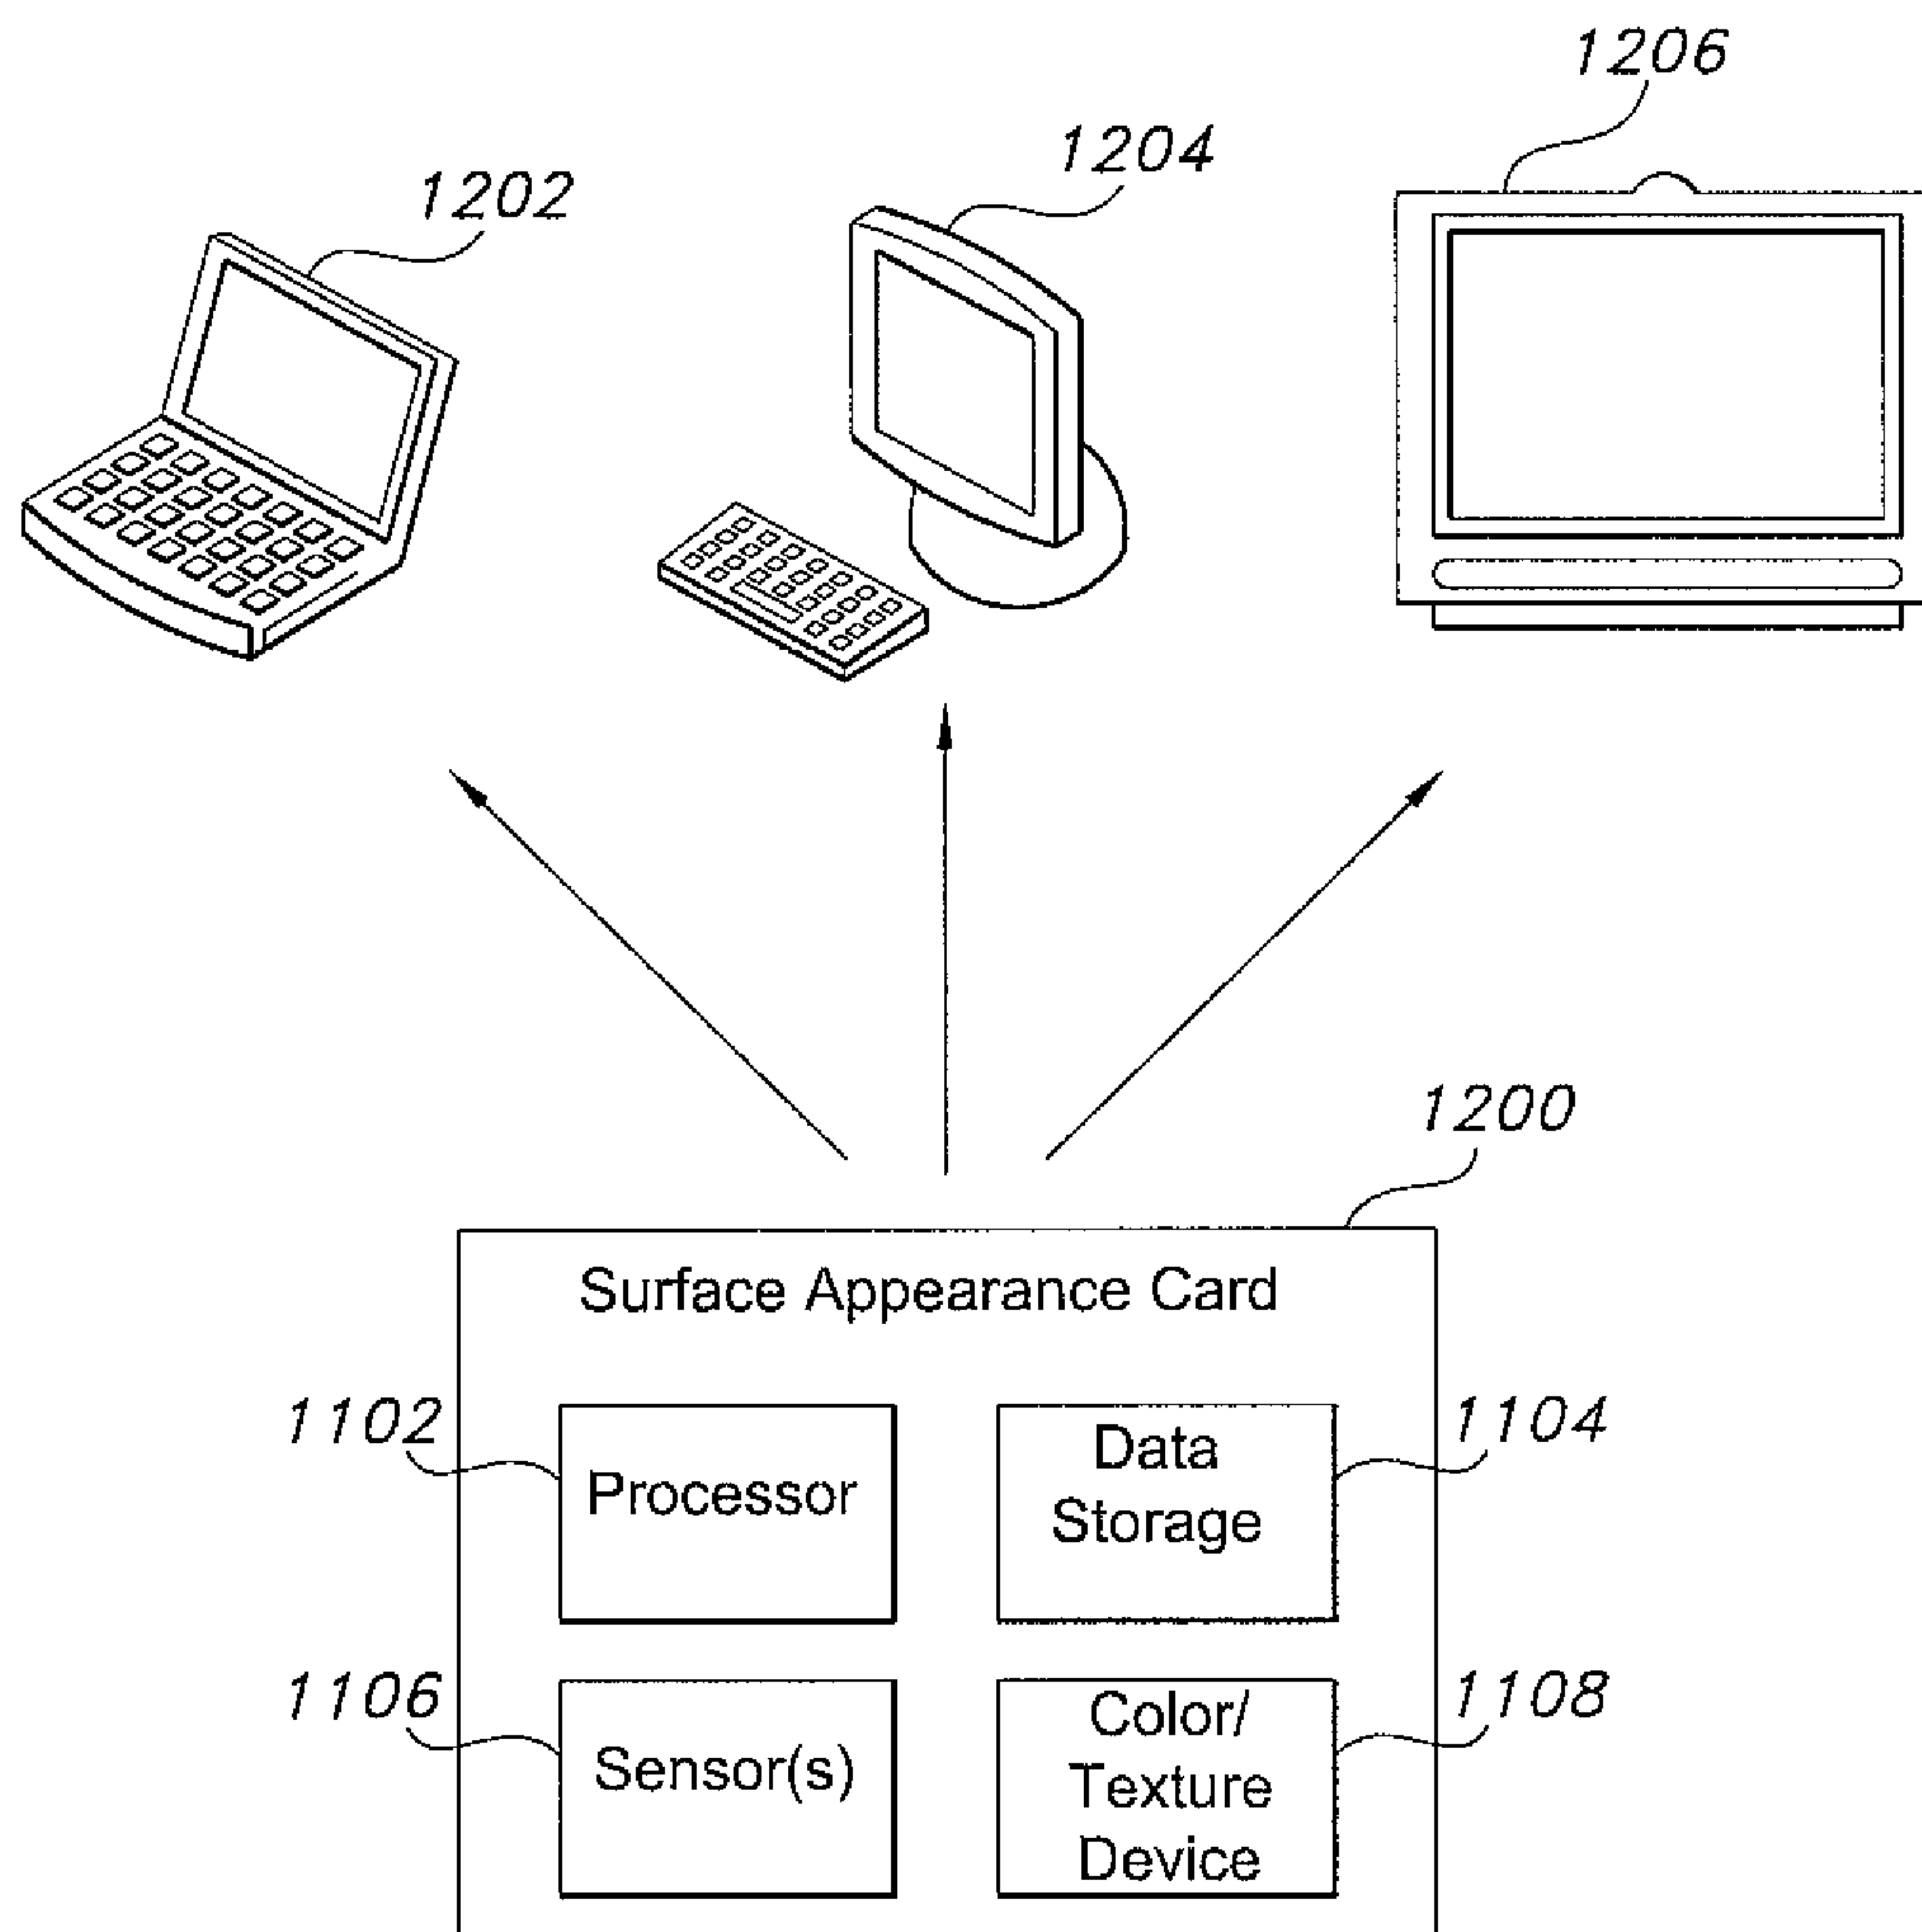 1206
1204
1202
1200
Surface Appearance Card
1102
Processor
Data
Storage
1104
1106
Sensor(s)
Color/
Texture
Device
1108